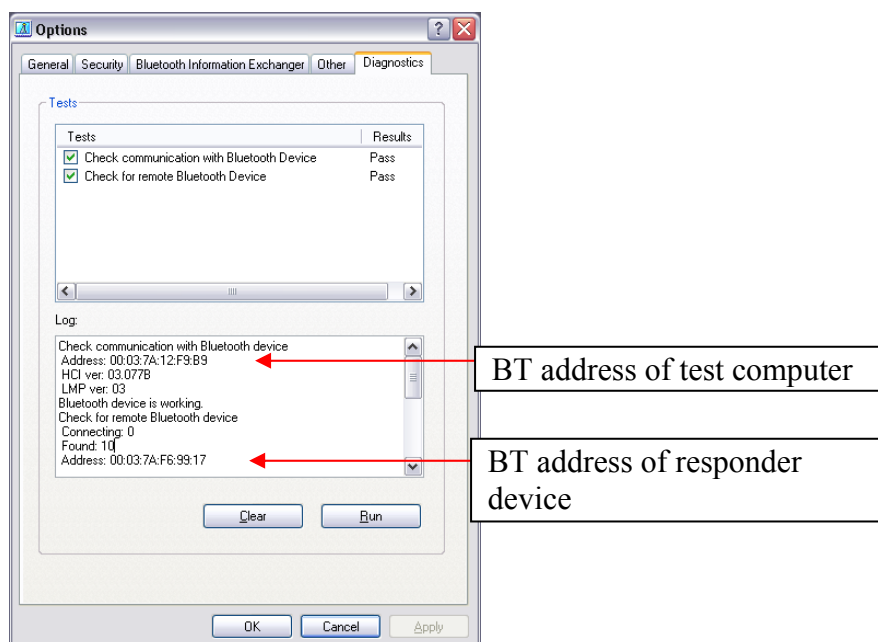 Options
General Security Bluetooth Information Exchanger Other Diagnostics
Tests
Tests Results
Check communication with Bluetooth Device Pass
Check for remote Bluetooth Device Pass
Log:
Check communication with Bluetooth device
Address: 00:03:7A:12:F9:B9
HCI ver: 03.077B
LMP ver: 03
Bluetooth device is working.
Check for remote Bluetooth device
Connecting: 0
Found: 10
Address: 00:03:7A:F6:99:17
BT address of test computer
BT address of responder
device
Clear Run
OK Cancel Apply